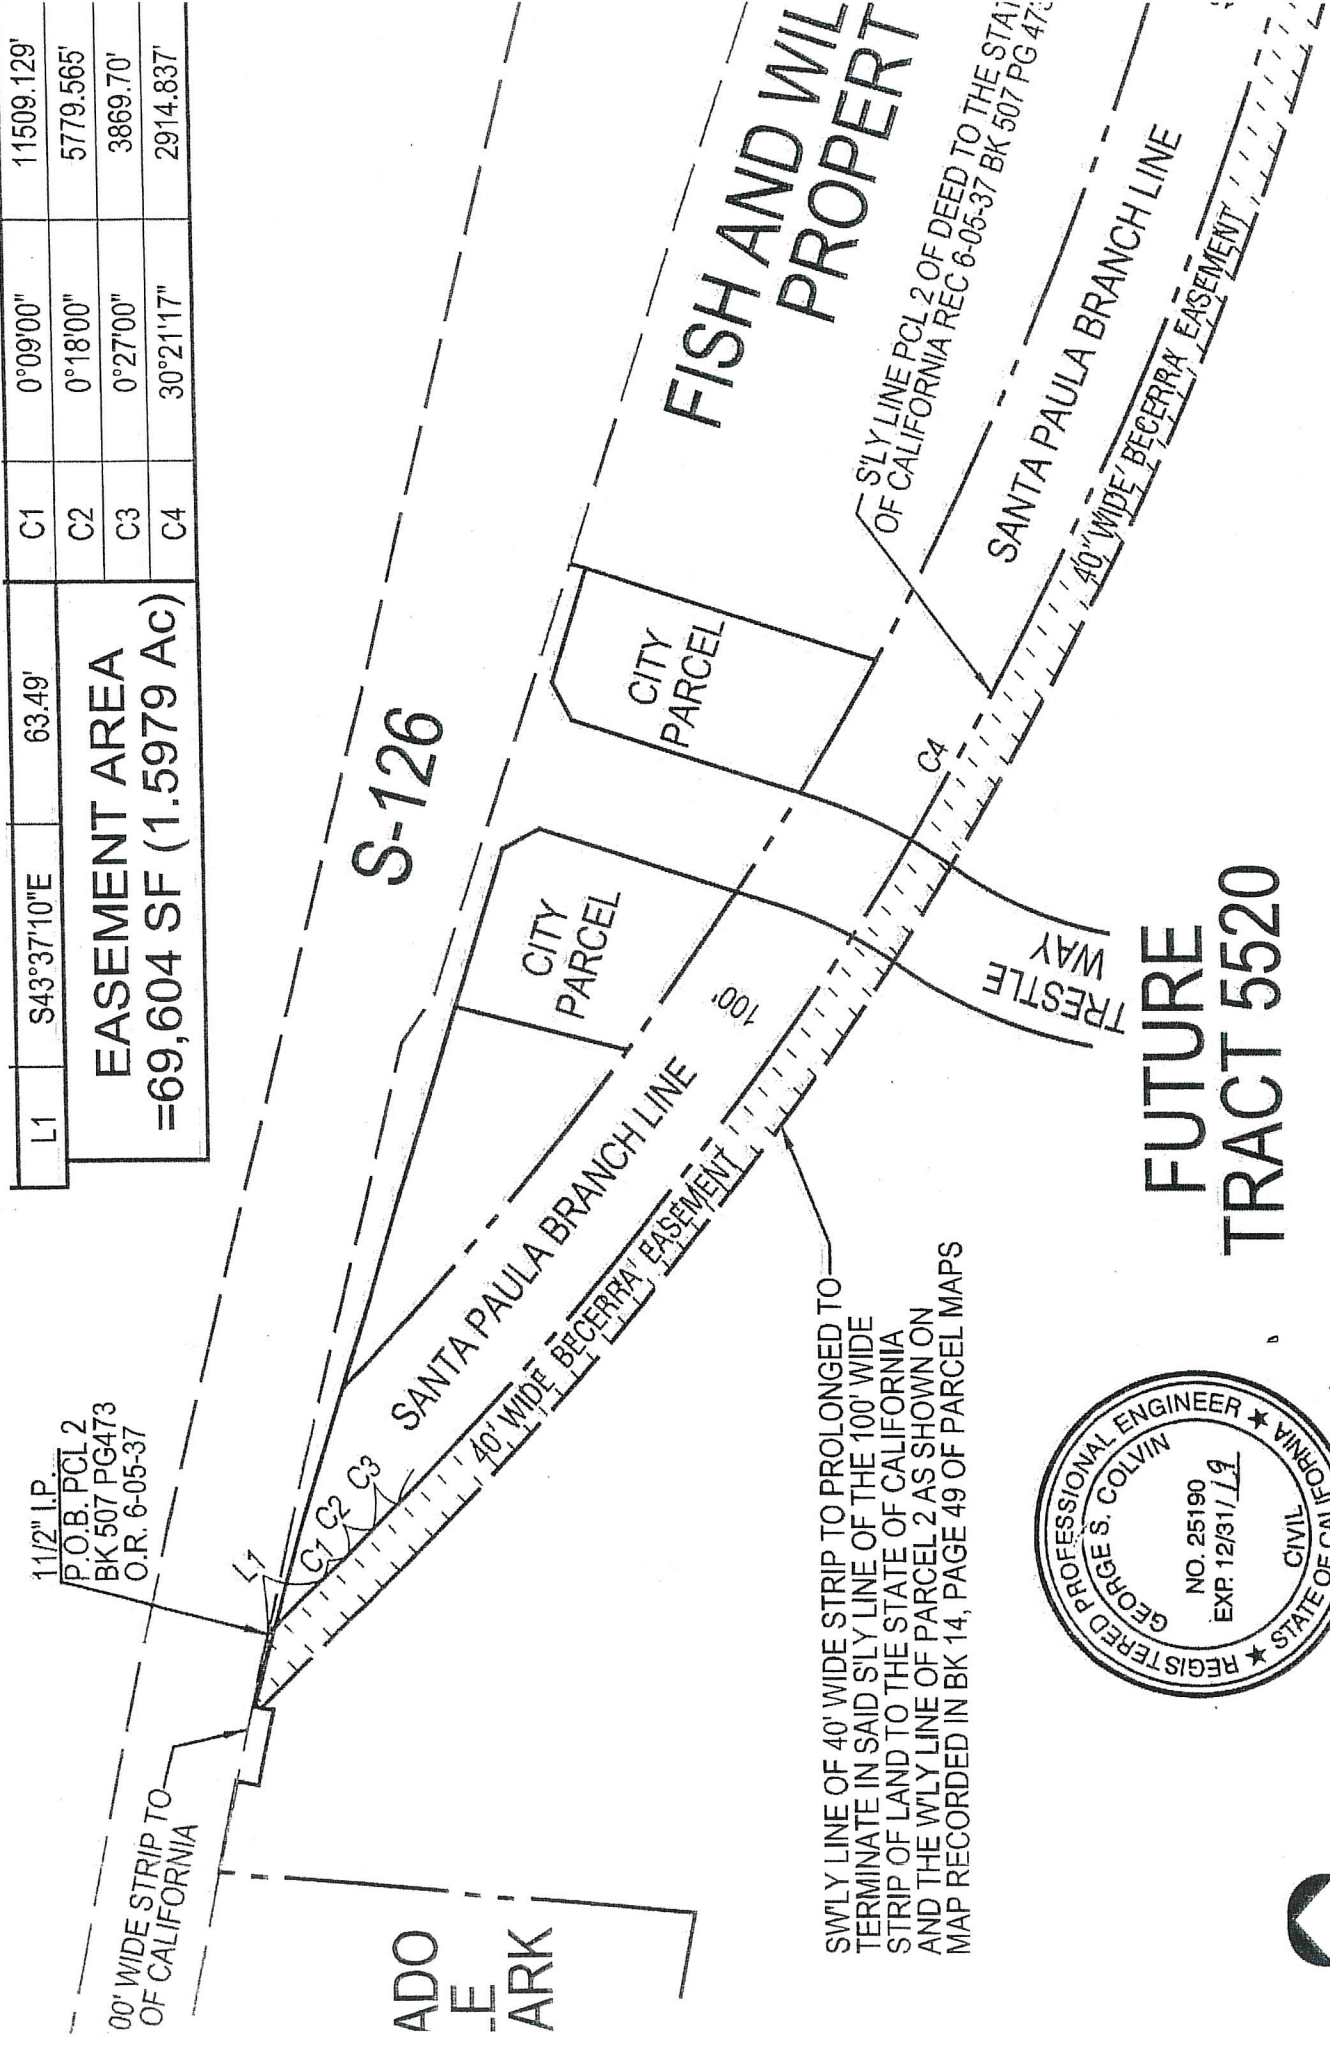 L1 S43°37'10"E 63.49'
C1 0°09'00" 11509.129'
C2 0°18'00" 5779.565'
C3 0°27'00" 3869.70'
C4 30°21'17" 2914.837'
EASEMENT AREA
=69,604 SF (1.5979 Ac)
11/2" I.P.
P.O.B. PCL 2
BK 507 PG473
O.R. 6-05-37
00' WIDE STRIP TO
OF CALIFORNIA
S-126
L1
C1
C2
C3
CITY
PARCEL
CITY
PARCEL
FISH AND WIL
PROPERT
S'LY LINE PCL 2 OF DEED TO THE STAT
OF CALIFORNIA REC 6-05-37 BK 507 PG 473
SANTA PAULA BRANCH LINE
100'
SANTA PAULA BRANCH LINE
40' WIDE BECERRA EASEMENT
C4
40' WIDE BECERRA EASEMENT
TRESTLE
WAY
ADO
E
ARK
SW'LY LINE OF 40' WIDE STRIP TO PROLONGED TO
TERMINATE IN SAID S'LY LINE OF THE 100' WIDE
STRIP OF LAND TO THE STATE OF CALIFORNIA
AND THE W'LY LINE OF PARCEL 2 AS SHOWN ON
MAP RECORDED IN BK 14, PAGE 49 OF PARCEL MAPS
FUTURE
TRACT 5520
REGISTERED PROFESSIONAL ENGINEER
GEORGE S. COLVIN
NO. 25190
EXP. 12/31/19
CIVIL
STATE OF CALIFORNIA